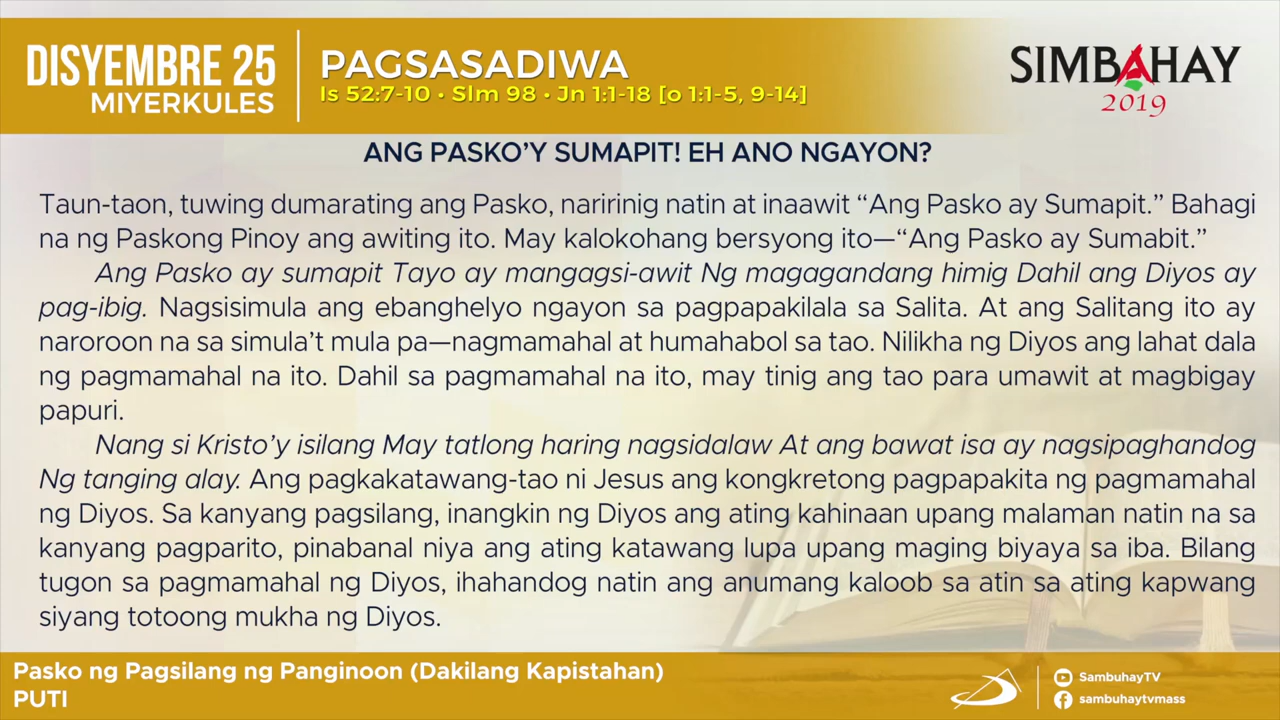 DISYEMBRE 25
MIYERKULES
PAGSASADIWA
Is 52:7-10 • Slm 98 • Jn 1:1-18 [o 1:1-5, 9-14]
SIMBAHAY
2019
ANG PASKO’Y SUMAPIT! EH ANO NGAYON?
Taun-taon, tuwing dumarating ang Pasko, naririnig natin at inaawit “Ang Pasko ay Sumapit.” Bahagi
na ng Paskong Pinoy ang awiting ito. May kalokohang bersyong ito—“Ang Pasko ay Sumabit.”
Ang Pasko ay sumapit Tayo ay mangagsi-awit Ng magagandang himig Dahil ang Diyos ay
pag-ibig. Nagsisimula ang ebanghelyo ngayon sa pagpapakilala sa Salita. At ang Salitang ito ay
naroroon na sa simula’t mula pa—nagmamahal at humahabol sa tao. Nilikha ng Diyos ang lahat dala
ng pagmamahal na ito. Dahil sa pagmamahal na ito, may tinig ang tao para umawit at magbigay
papuri.
Nang si Kristo’y isilang May tatlong haring nagsidalaw At ang bawat isa ay nagsipaghandog
Ng tanging alay. Ang pagkakatawang-tao ni Jesus ang kongkretong pagpapakita ng pagmamahal
ng Diyos. Sa kanyang pagsilang, inangkin ng Diyos ang ating kahinaan upang malaman natin na sa
kanyang pagparito, pinabanal niya ang ating katawang lupa upang maging biyaya sa iba. Bilang
tugon sa pagmamahal ng Diyos, ihahandog natin ang anumang kaloob sa atin sa ating kapwang
siyang totoong mukha ng Diyos.
Pasko ng Pagsilang ng Panginoon (Dakilang Kapistahan)
PUTI
SambuhayTV
sambuhaytvmass